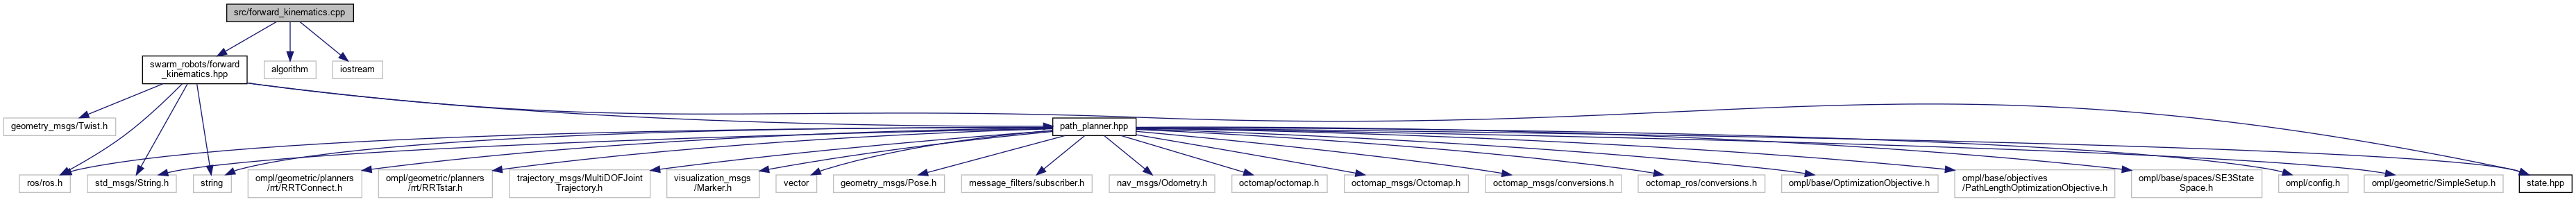 src/forward_kinematics.cpp
swarm_robots/forward
_kinematics.hpp
algorithm
iostream
geometry_msgs/Twist.h
path_planner.hpp
ros/ros.h
std_msgs/String.h
string
ompl/geometric/planners
/rrt/RRTConnect.h
ompl/geometric/planners
/rrt/RRTstar.h
trajectory_msgs/MultiDOFJoint
Trajectory.h
visualization_msgs
/Marker.h
vector
geometry_msgs/Pose.h
message_filters/subscriber.h
nav_msgs/Odometry.h
octomap/octomap.h
octomap_msgs/Octomap.h
octomap_msgs/conversions.h
octomap_ros/conversions.h
ompl/base/OptimizationObjective.h
ompl/base/objectives
/PathLengthOptimizationObjective.h
ompl/base/spaces/SE3State
Space.h
ompl/config.h
ompl/geometric/SimpleSetup.h
state.hpp